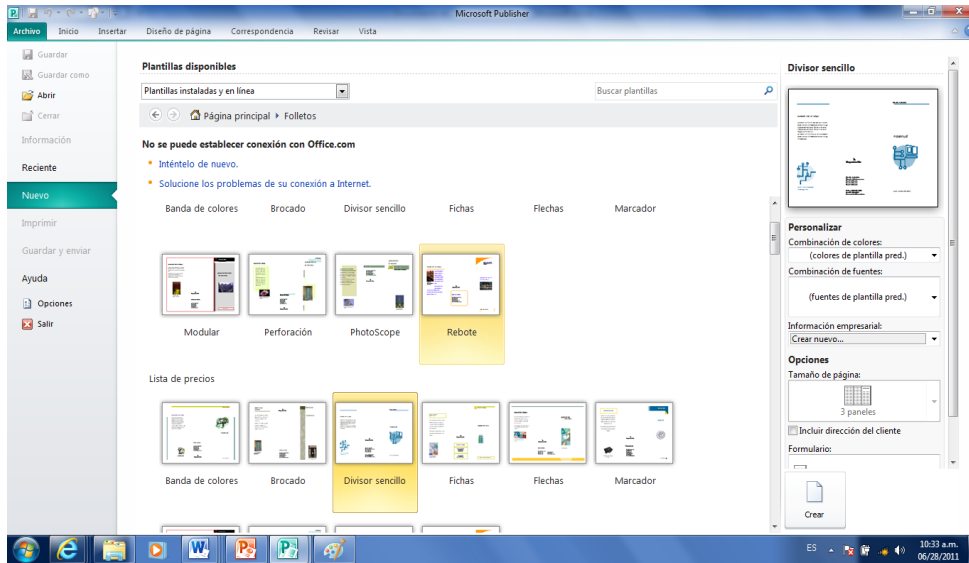 Microsoft Publisher
Archivo Inicio Insertar Diseño de página Correspondencia Revisar Vista
Guardar
Guardar como
Abrir
Cerrar
Información
Reciente
Nuevo
Imprimir
Guardar y enviar
Ayuda
Opciones
Salir
Plantillas disponibles
Plantillas instaladas y en línea
Buscar plantillas
Página principal Folletos
No se puede establecer conexión con Office.com
Inténtelo de nuevo.
Solucione los problemas de su conexión a Internet.
Banda de colores Brocado Divisor sencillo Fichas Flechas Marcador
Modular Perforación PhotoScope Rebote
Lista de precios
Banda de colores Brocado Divisor sencillo Fichas Flechas Marcador
Divisor sencillo
Personalizar
Combinación de colores:
(colores de plantilla pred.)
Combinación de fuentes:
(fuentes de plantilla pred.)
Información empresarial:
Crear nuevo...
Opciones
Tamaño de página:
3 paneles
Incluir dirección del cliente
Formulario:
Crear
ES
10:33 a.m.
06/28/2011